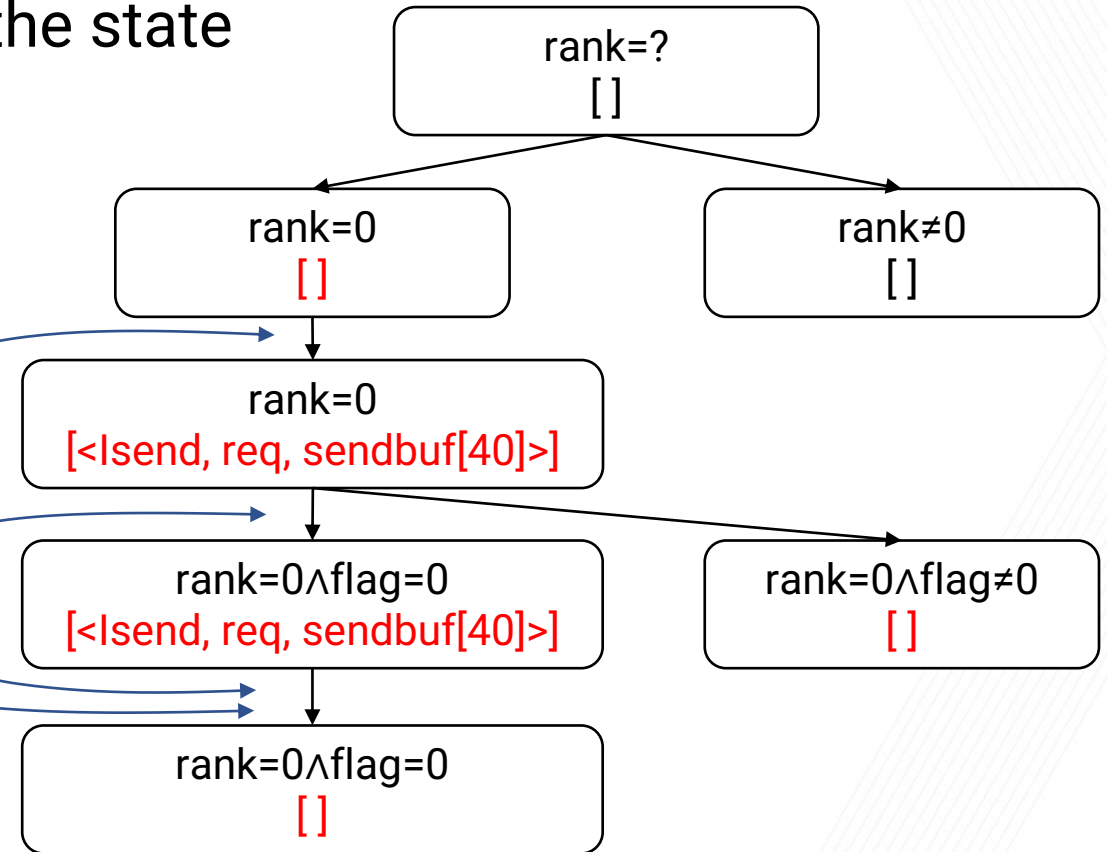 the state
rank=?
[ ]
rank=0
[ ]
rank≠0
[ ]
rank=0
[<Isend, req, sendbuf[40]>]
rank=0∧flag=0
[<Isend, req, sendbuf[40]>]
rank=0∧flag≠0
[ ]
rank=0∧flag=0
[ ]